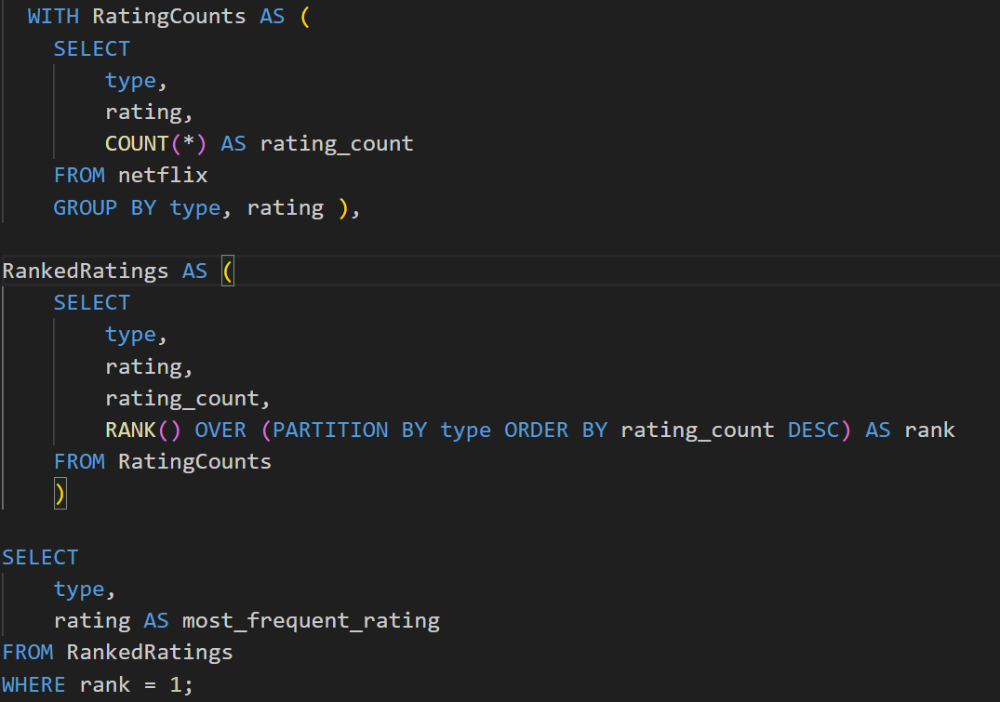 WITH RatingCounts AS (
SELECT
type,
rating,
COUNT(*) AS rating_count
FROM netflix
GROUP BY type, rating ),
RankedRatings AS (
SELECT
type,
rating,
rating_count,
RANK() OVER (PARTITION BY type ORDER BY rating_count DESC) AS rank
FROM RatingCounts
)
SELECT
type,
rating AS most_frequent_rating
FROM RankedRatings
WHERE rank = 1;